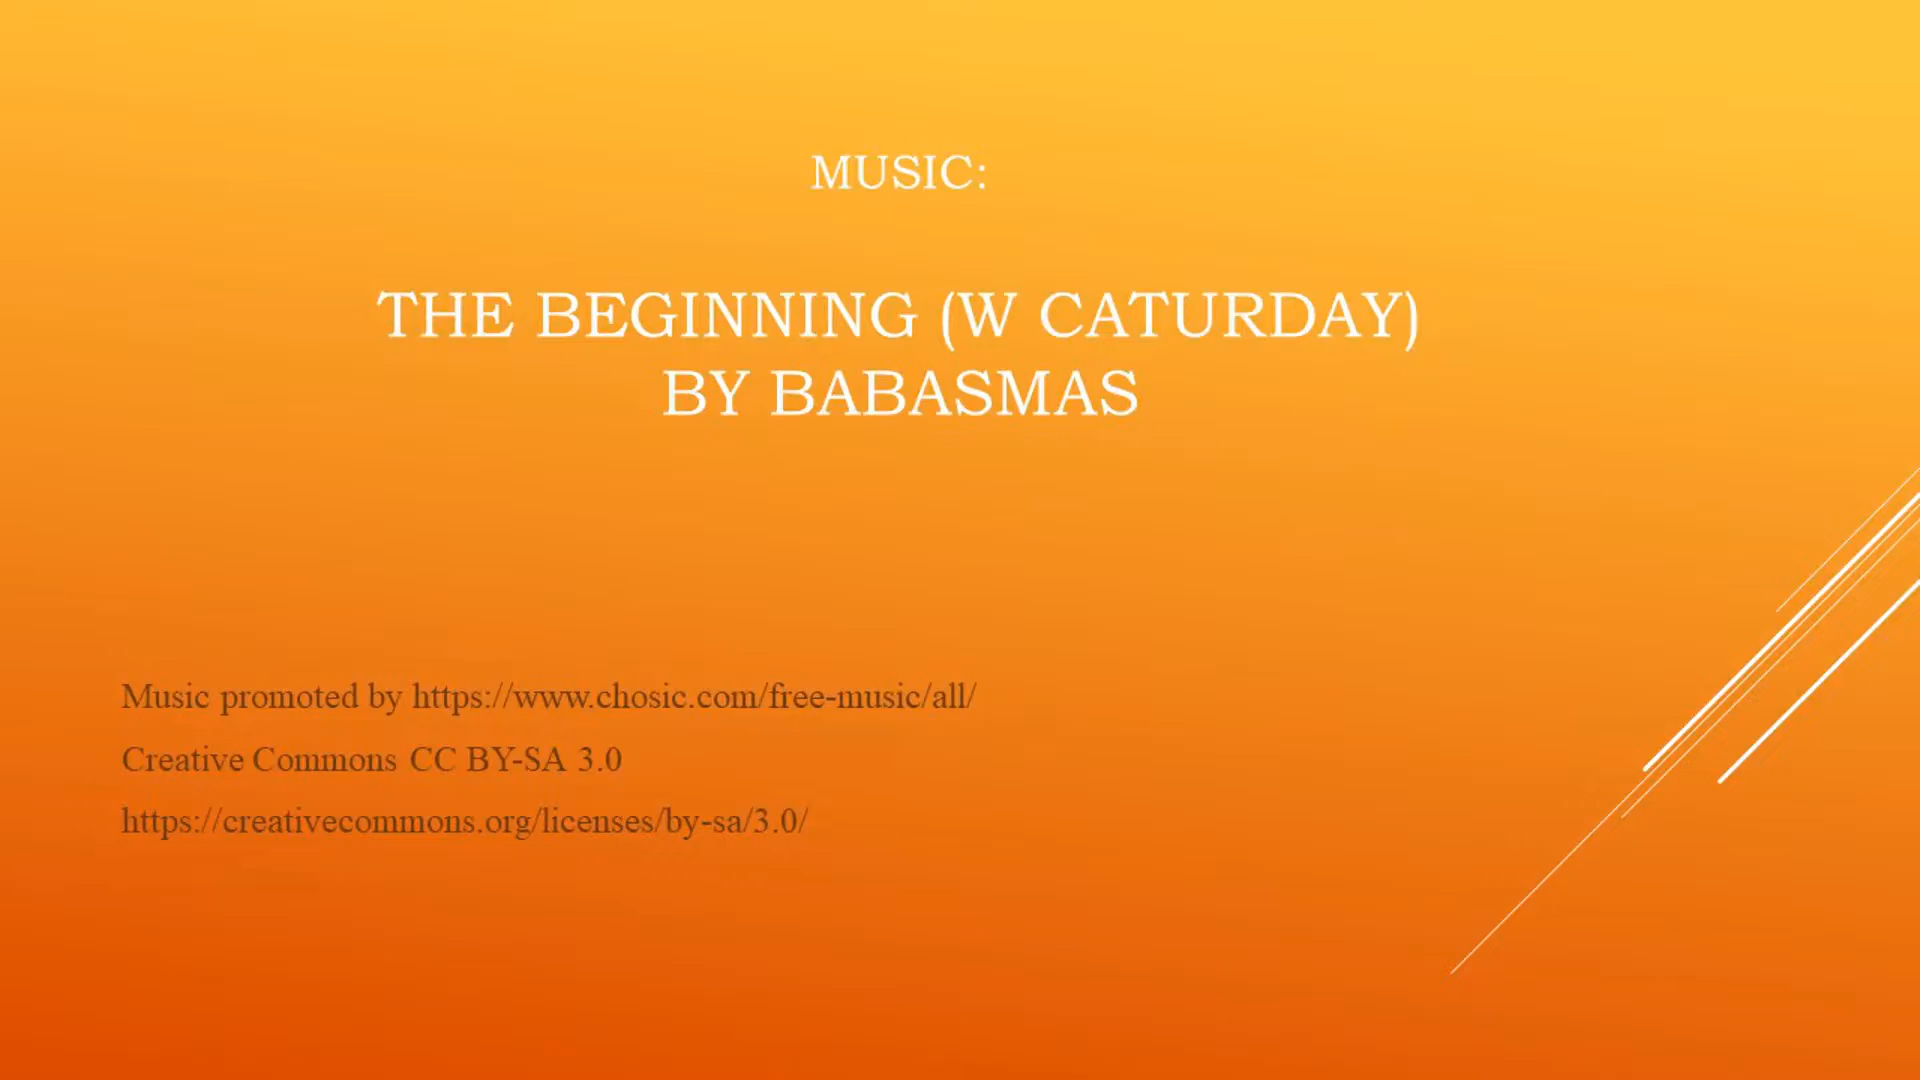 MUSIC:
THE BEGINNING (W CATURDAY)
BY BABASMAS
Music promoted by https://www.chosic.com/free-music/all/
Creative Commons CC BY-SA 3.0
https://creativecommons.org/licenses/by-sa/3.0/